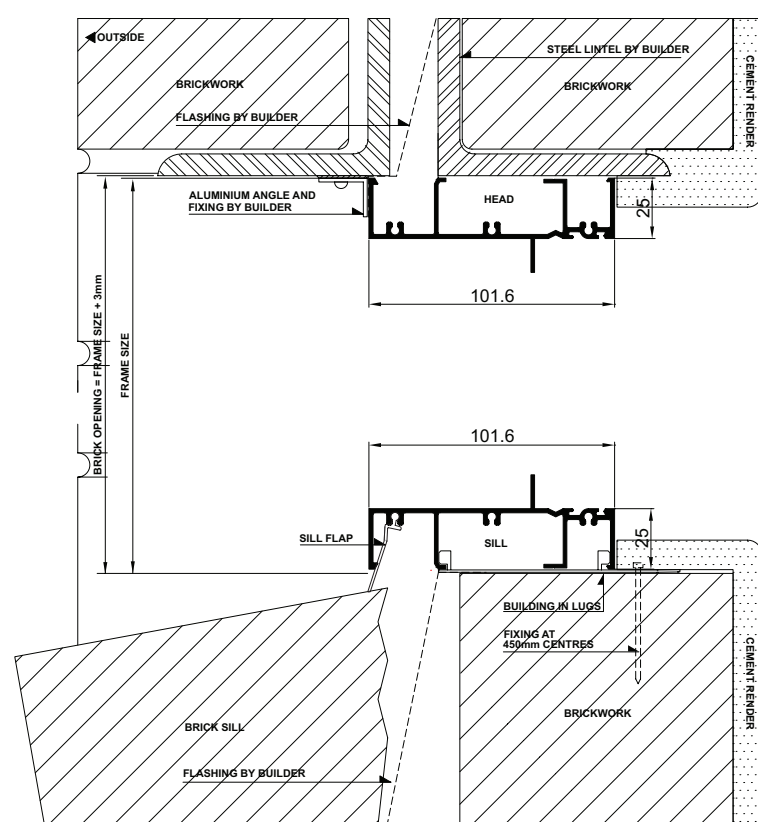 OUTSIDE
STEEL LINTEL BY BUILDER
BRICKWORK
BRICKWORK
CEMENT RENDER
FLASHING BY BUILDER
ALUMINIUM ANGLE AND
FIXING BY BUILDER
HEAD
25
101.6
BRICK OPENING = FRAME SIZE + 3mm
FRAME SIZE
101.6
SILL FLAP
SILL
25
BUILDING IN LUGS
FIXING AT
450mm CENTRES
CEMENT RENDER
BRICK SILL
BRICKWORK
FLASHING BY BUILDER